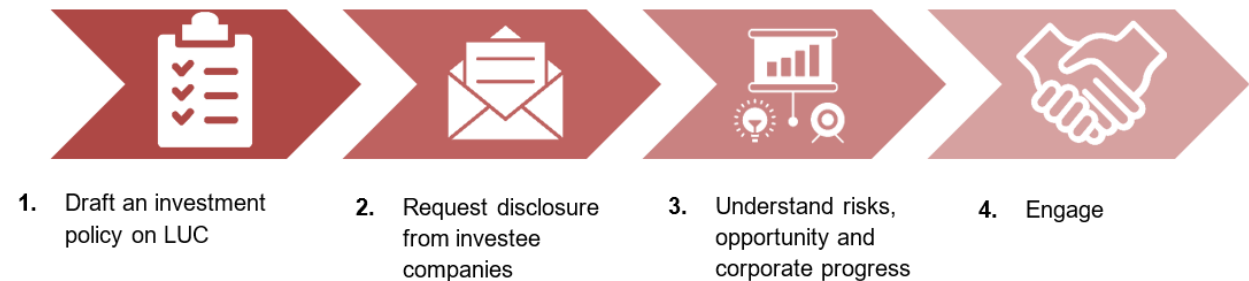 1. Draft an investment
policy on LUC
2. Request disclosure
from investee
companies
3. Understand risks,
opportunity and
corporate progress
4. Engage